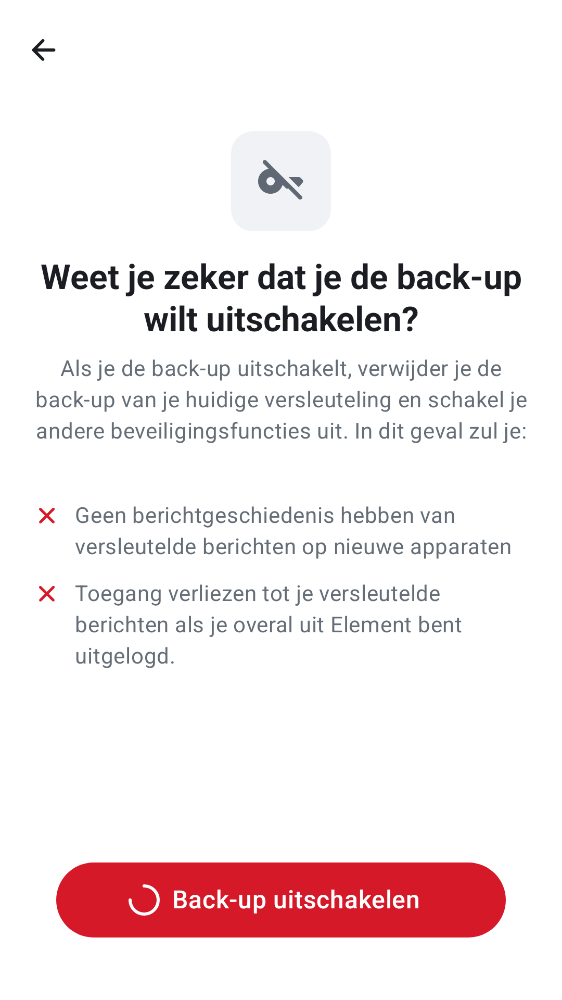 Weet je zeker dat je de back-up
wilt uitschakelen?
Als je de back-up uitschakelt, verwijder je de
back-up van je huidige versleuteling en schakel je
andere beveiligingsfuncties uit. In dit geval zul je:
Geen berichtgeschiedenis hebben van
versleutelde berichten op nieuwe apparaten
Toegang verliezen tot je versleutelde
berichten als je overal uit Element bent
uitgelogd.
Back-up uitschakelen